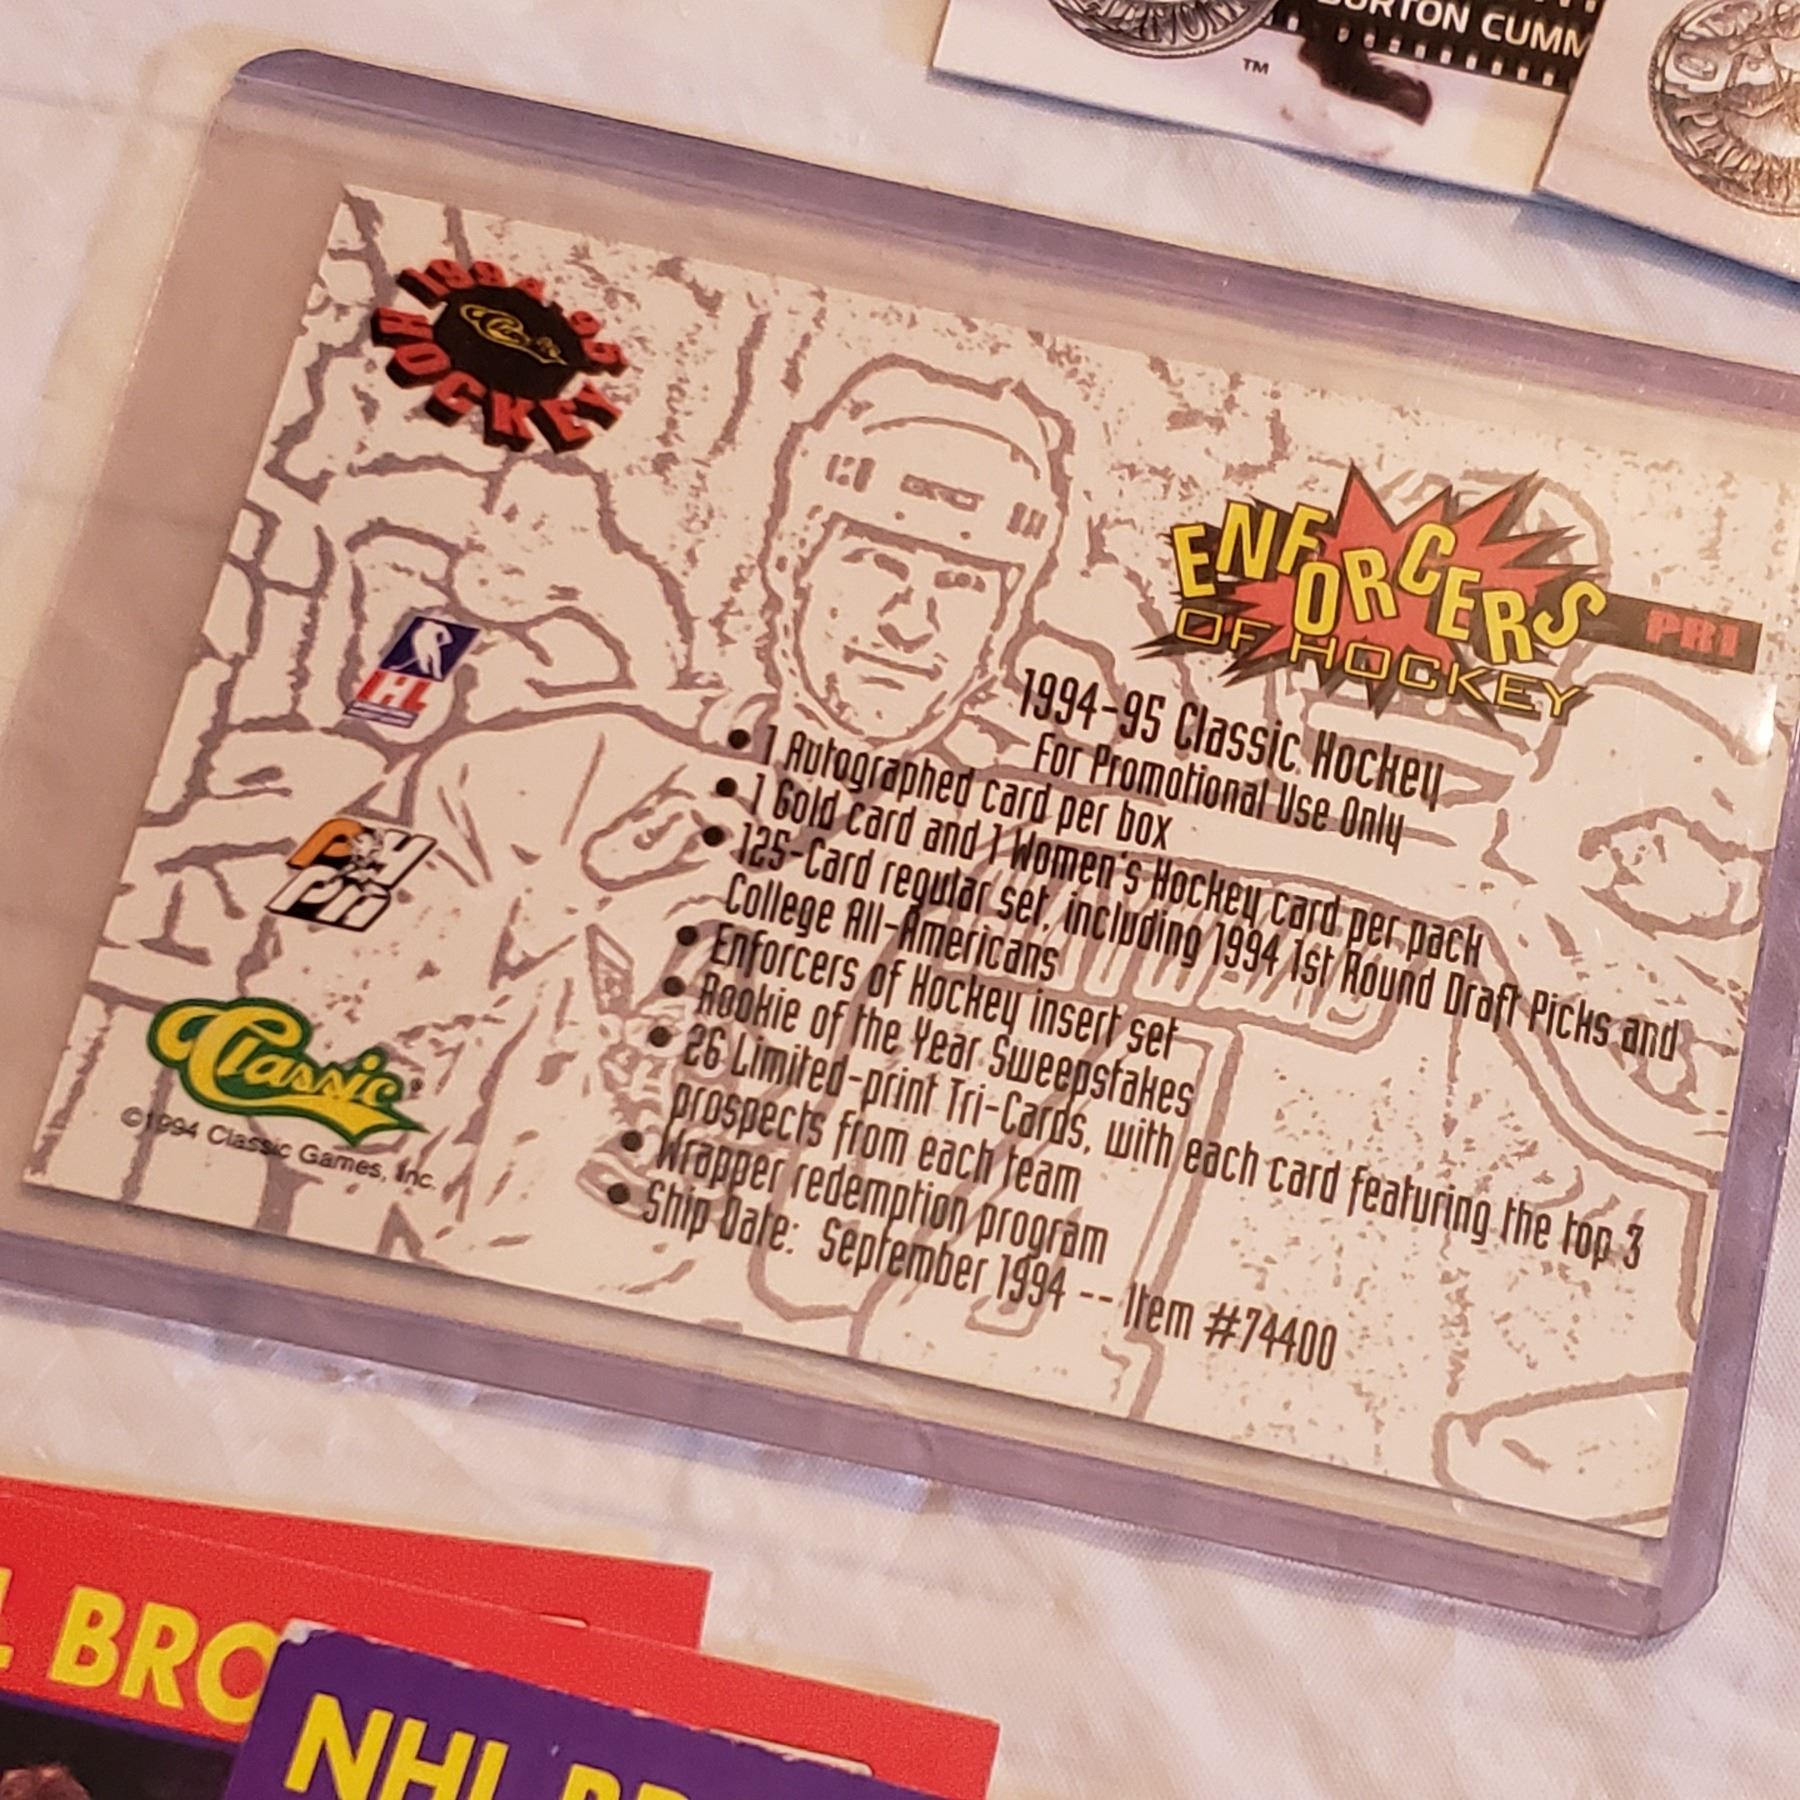 BURTON CUMM
TM
1994-95
Classic
HOCKEY
ENFORCERS
OF HOCKEY
PR1
1994-95 Classic Hockey
For Promotional Use Only
• 1 Autographed card per box
• 1 Gold card and 1 Women's Hockey card per pack
• 125-Card regular set, including 1994 1st Round Draft Picks and
College All-Americans
• Enforcers of Hockey insert set
• Rookie of the Year Sweepstakes
• 26 Limited-print Tri-Cards, with each card featuring the top 3
prospects from each team
• Wrapper redemption program
• Ship Date: September 1994 -- Item #74400
IHL
PHPA
Classic®
©1994 Classic Games, Inc.
L BRO
NHL